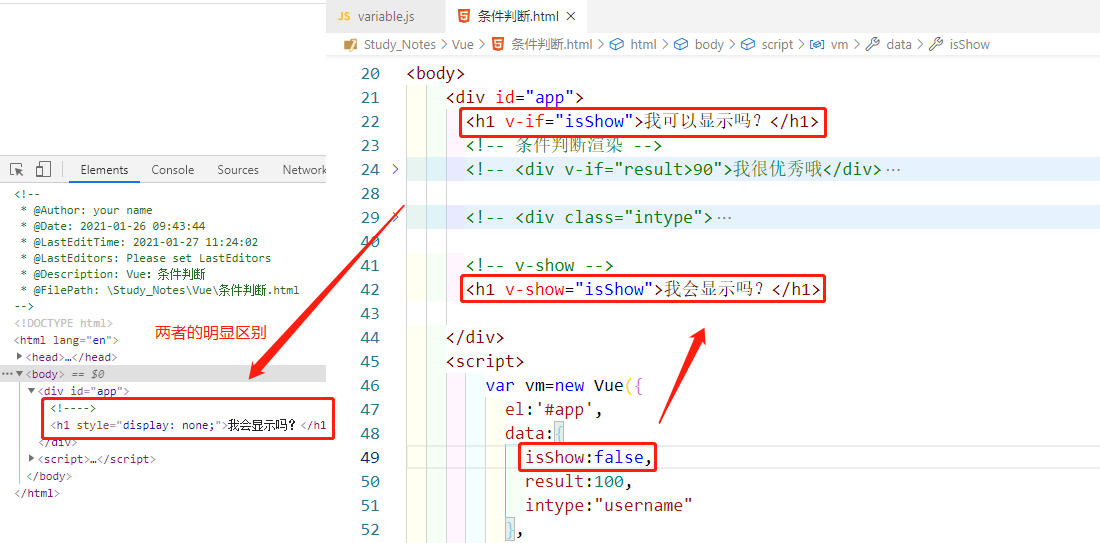 Elements Console Sources Network
<!--
* @Author: your name
* @Date: 2021-01-26 09:43:44
* @LastEditTime: 2021-01-27 11:24:02
* @LastEditors: Please set LastEditors
* @Description: Vue: 条件判断
* @FilePath: \Study_Notes\Vue\条件判断.html
-->
<!DOCTYPE html>
<html lang="en">
<head>…</head>
<body> == $0
<div id="app">
<!---->
<h1 style="display: none;">我会显示吗? </h1
</div>
<script>…</script>
</body>
</html>
两者的明显区别
JS variable.js 条件判断.html ×
Study_Notes > Vue > 条件判断.html > html > body > script > vm > data > isShow
20 <body>
21 <div id="app">
22 <h1 v-if="isShow">我可以显示吗? </h1>
23 <!-- 条件判断渲染 -->
24 <!-- <div v-if="result>90">我很优秀哦</div>…
28
29 <!-- <div class="intype">…
40
41 <!-- v-show -->
42 <h1 v-show="isShow">我会显示吗? </h1>
43
44 </div>
45 <script>
46 var vm=new Vue({
47 el:'#app',
48 data:{
49 isShow:false,
50 result:100,
51 intype:"username"
52 },